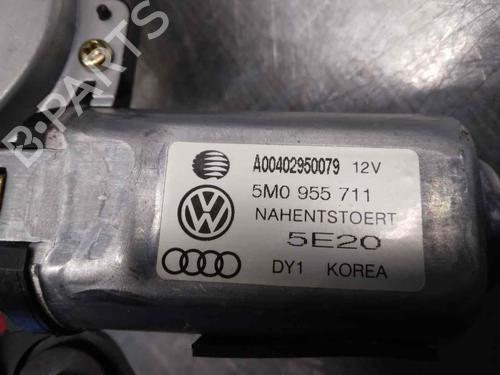 B-PARTS
A00402950079 12V
5M0 955 711
NAHENTSTOERT
5E20
DY1 KOREA